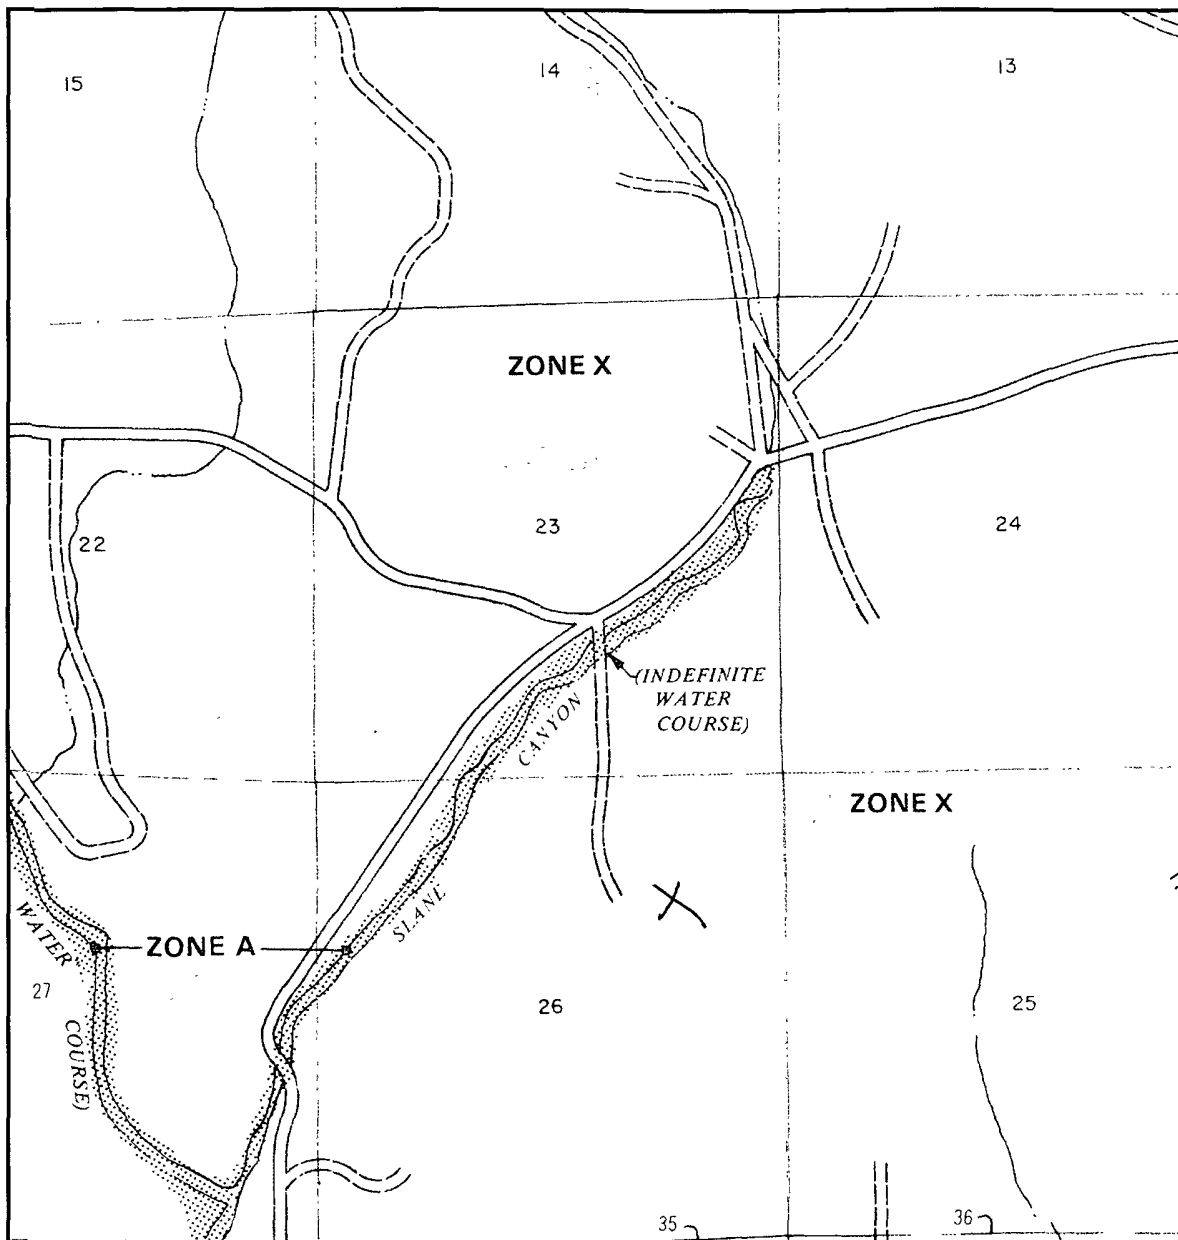 15
14
13
ZONE X
22
23
24
(INDEFINITE
WATER
COURSE)
CANYON
ZONE X
SLANE
WATER
ZONE A
27
26
25
COURSE)
35
36